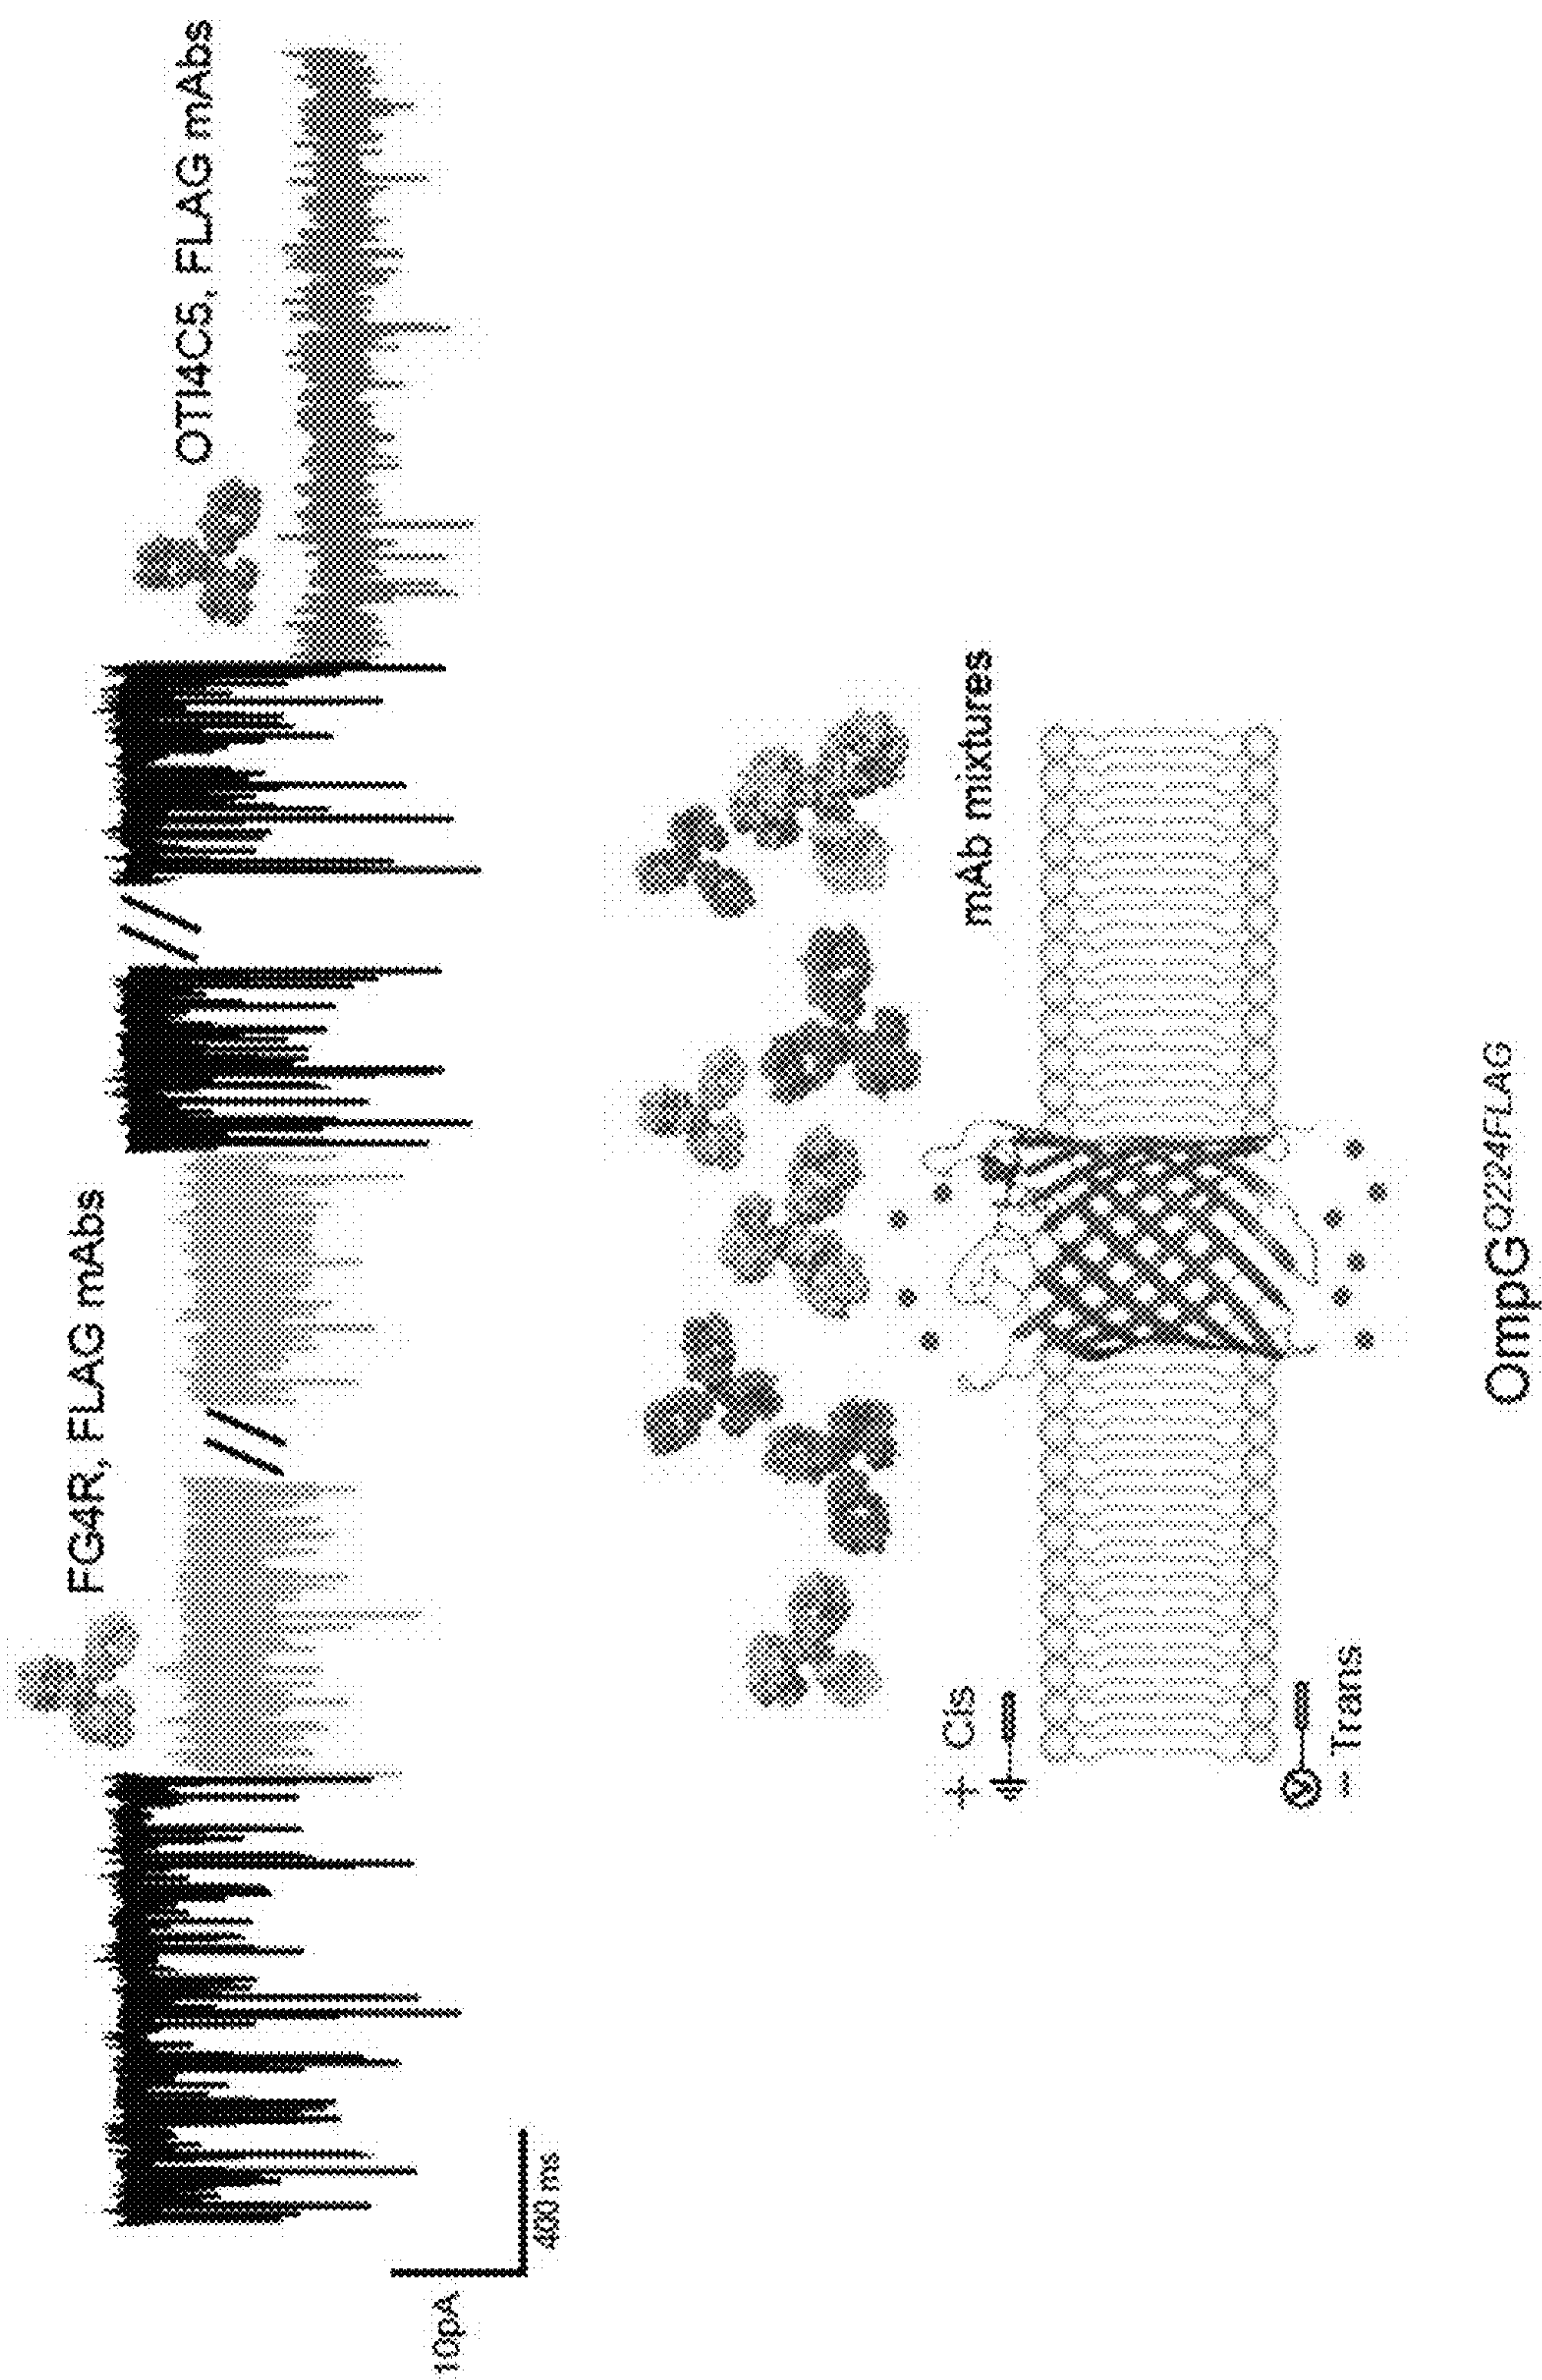 FG4R, FLAG mAbs
OTI4C5, FLAG mAbs
10pA
400 ms
mAb mixtures
+ Cis
V
− Trans
OmpGQ224FLAG